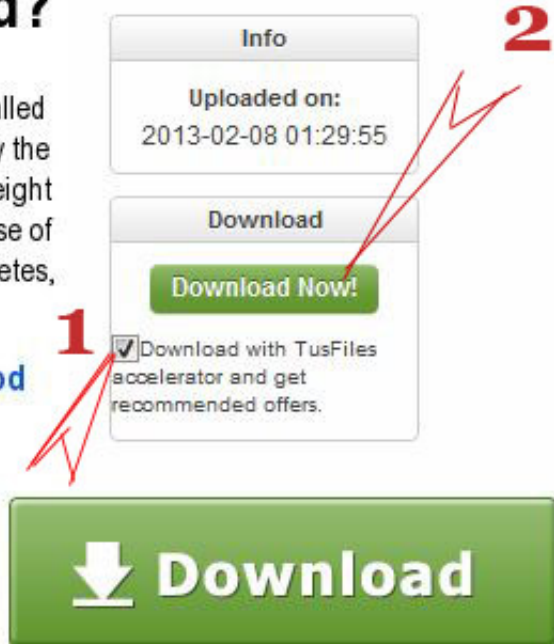 d?
lled
y the
eight
se of
etes,
od
Info
Uploaded on:
2013-02-08 01:29:55
2
Download
Download Now!
1
Download with TusFiles
accelerator and get
recommended offers.
Download